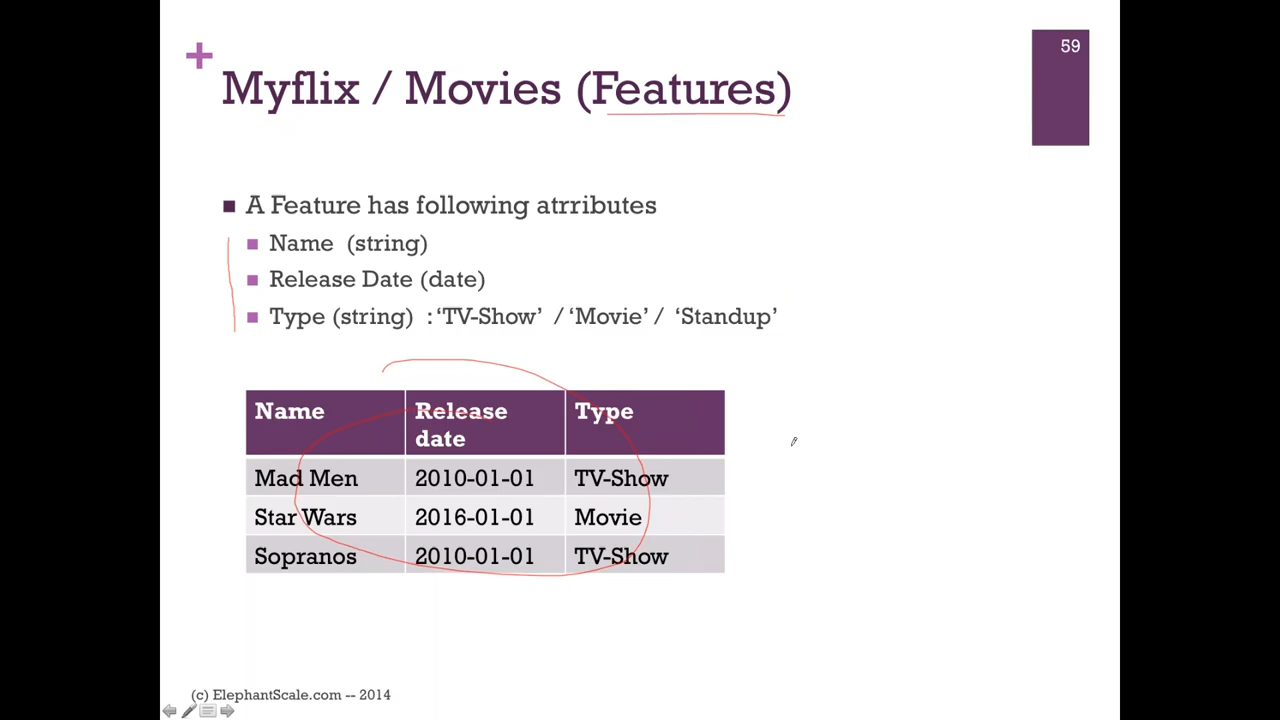 59
Myflix / Movies (Features)
A Feature has following atrributes
Name (string)
Release Date (date)
Type (string) : ‘TV-Show’ / ‘Movie’ / ‘Standup’
Name Release date Type
Mad Men 2010-01-01 TV-Show
Star Wars 2016-01-01 Movie
Sopranos 2010-01-01 TV-Show
(c) ElephantScale.com -- 2014